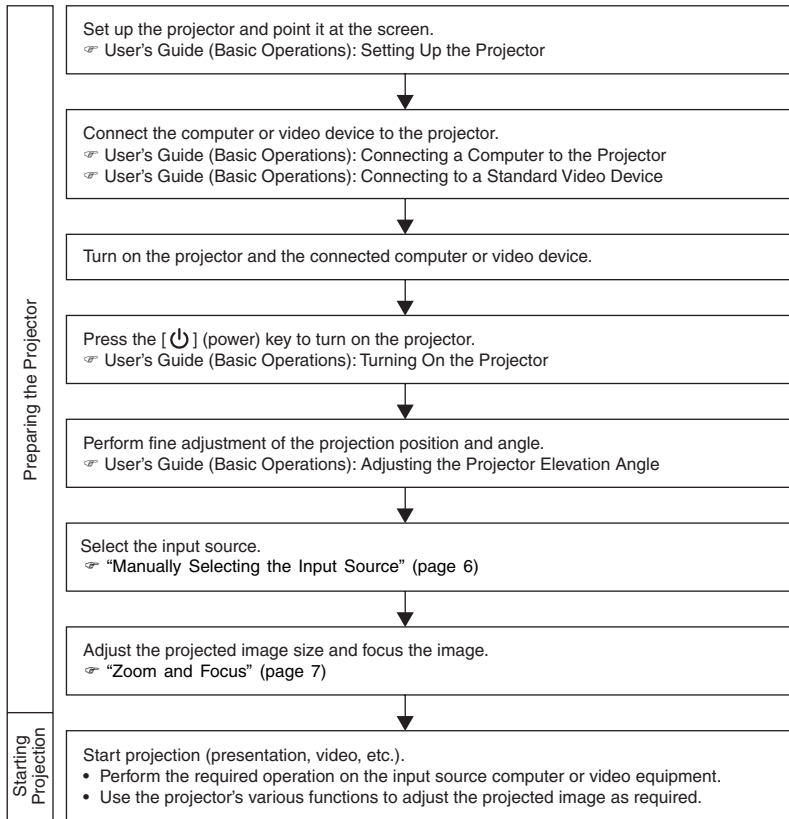 Preparing the Projector
Set up the projector and point it at the screen.
☞ User's Guide (Basic Operations): Setting Up the Projector
Connect the computer or video device to the projector.
☞ User's Guide (Basic Operations): Connecting a Computer to the Projector
☞ User's Guide (Basic Operations): Connecting to a Standard Video Device
Turn on the projector and the connected computer or video device.
Press the [⏻] (power) key to turn on the projector.
☞ User's Guide (Basic Operations): Turning On the Projector
Perform fine adjustment of the projection position and angle.
☞ User's Guide (Basic Operations): Adjusting the Projector Elevation Angle
Select the input source.
☞ “Manually Selecting the Input Source” (page 6)
Adjust the projected image size and focus the image.
☞ “Zoom and Focus” (page 7)
Starting
Projection
Start projection (presentation, video, etc.).
• Perform the required operation on the input source computer or video equipment.
• Use the projector's various functions to adjust the projected image as required.